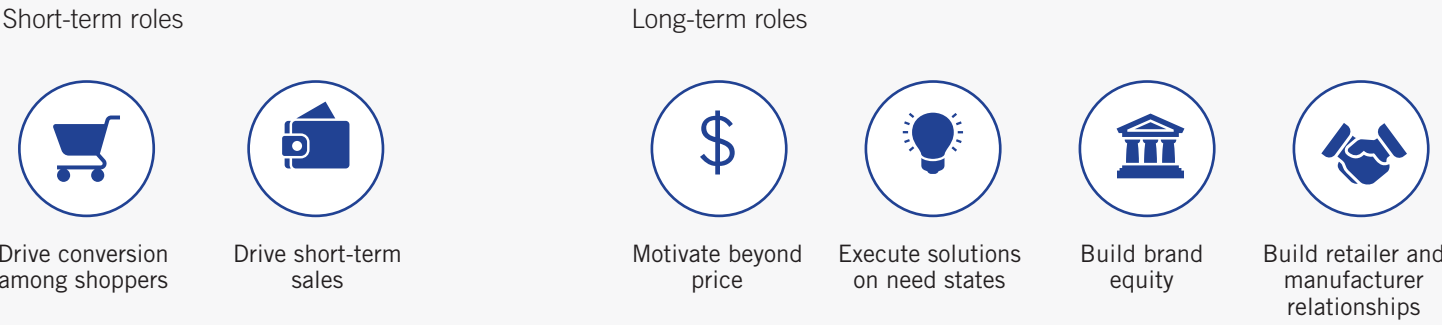 Short-term roles
Long-term roles
Drive conversion
among shoppers
Drive short-term
sales
Motivate beyond
price
Execute solutions
on need states
Build brand
equity
Build retailer and
manufacturer
relationships